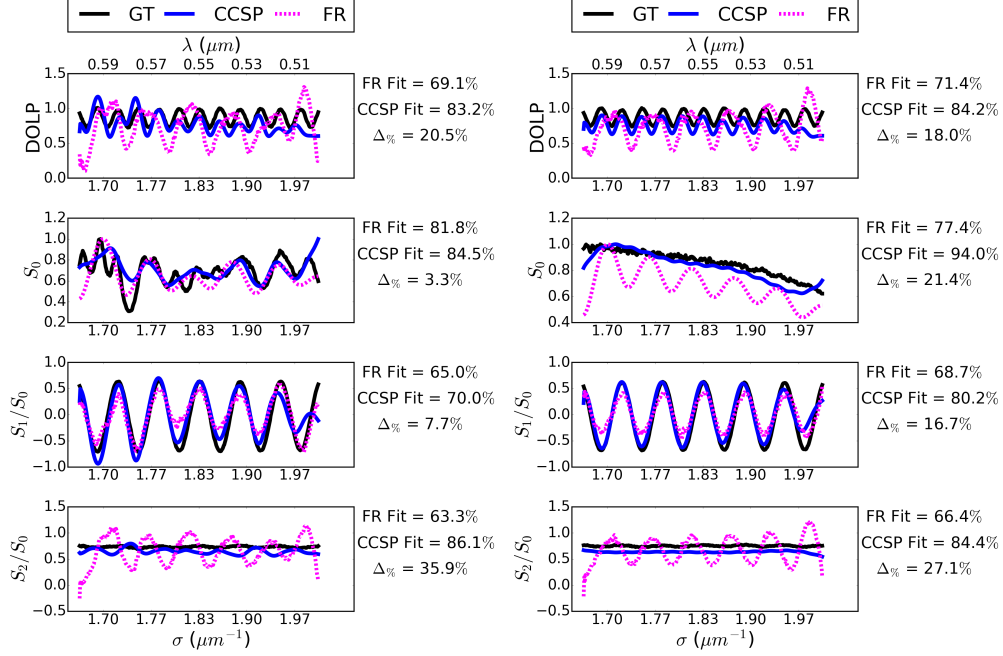 GT CCSP FR
λ (μm)
0.59 0.57 0.55 0.53 0.51
DOLP
1.5
1.0
0.5
0.0
1.70 1.77 1.83 1.90 1.97
FR Fit = 69.1%
CCSP Fit = 83.2%
Δ% = 20.5%
S0
1.2
1.0
0.8
0.6
0.4
0.2
1.70 1.77 1.83 1.90 1.97
FR Fit = 81.8%
CCSP Fit = 84.5%
Δ% = 3.3%
S1/S0
1.0
0.5
0.0
−0.5
−1.0
1.70 1.77 1.83 1.90 1.97
FR Fit = 65.0%
CCSP Fit = 70.0%
Δ% = 7.7%
S2/S0
1.5
1.0
0.5
0.0
−0.5
1.70 1.77 1.83 1.90 1.97
σ (μm−1)
FR Fit = 63.3%
CCSP Fit = 86.1%
Δ% = 35.9%
GT CCSP FR
λ (μm)
0.59 0.57 0.55 0.53 0.51
DOLP
1.5
1.0
0.5
0.0
1.70 1.77 1.83 1.90 1.97
FR Fit = 71.4%
CCSP Fit = 84.2%
Δ% = 18.0%
S0
1.2
1.0
0.8
0.6
0.4
1.70 1.77 1.83 1.90 1.97
FR Fit = 77.4%
CCSP Fit = 94.0%
Δ% = 21.4%
S1/S0
1.0
0.5
0.0
−0.5
−1.0
1.70 1.77 1.83 1.90 1.97
FR Fit = 68.7%
CCSP Fit = 80.2%
Δ% = 16.7%
S2/S0
1.5
1.0
0.5
0.0
−0.5
1.70 1.77 1.83 1.90 1.97
σ (μm−1)
FR Fit = 66.4%
CCSP Fit = 84.4%
Δ% = 27.1%